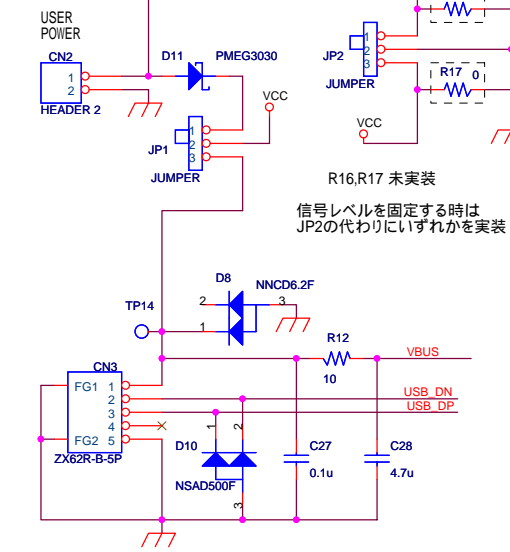 USER
POWER
CN2
1
2
HEADER 2
D11
PMEG3030
VCC
JP1
1
2
3
JUMPER
JP2
1
2
3
JUMPER
R17
0
VCC
R16,R17 未実装
信号レベルを固定する時は
JP2の代わりにいずれかを実装
D8
NNCD6.2F
2
3
1
TP14
R12
10
VBUS
USB_DN
USB_DP
CN3
FG1
1
2
3
4
FG2
5
ZX62R-B-5P
D10
1
2
3
NSAD500F
C27
0.1u
C28
4.7u